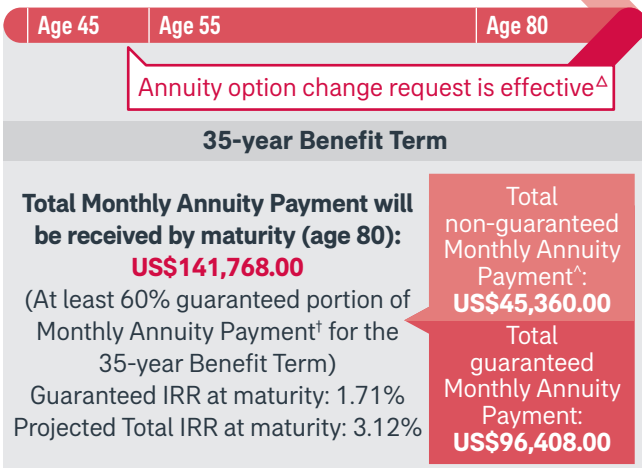 Age 45
Age 55
Age 80
Annuity option change request is effective△
35-year Benefit Term
Total Monthly Annuity Payment will
be received by maturity (age 80):
US$141,768.00
(At least 60% guaranteed portion of
Monthly Annuity Payment† for the
35-year Benefit Term)
Guaranteed IRR at maturity: 1.71%
Projected Total IRR at maturity: 3.12%
Total
non-guaranteed
Monthly Annuity
Payment^:
US$45,360.00
Total
guaranteed
Monthly Annuity
Payment:
US$96,408.00